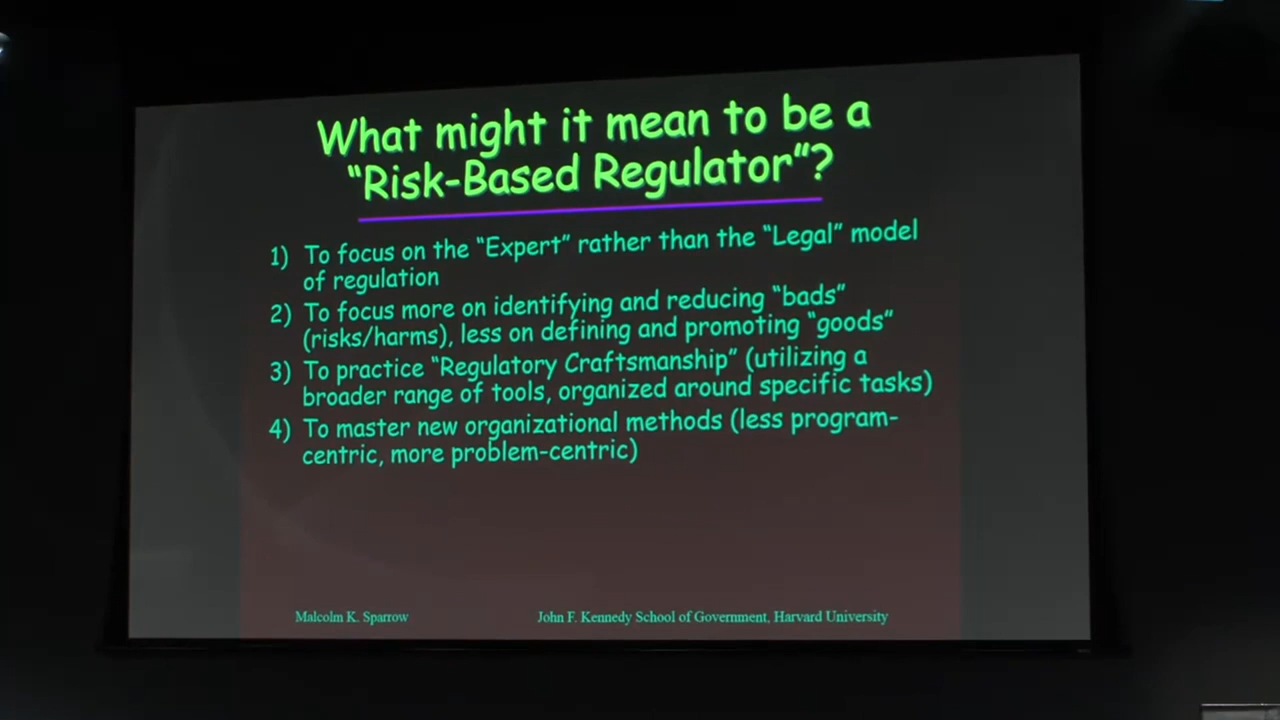 What might it mean to be a
“Risk-Based Regulator”?
1) To focus on the “Expert” rather than the “Legal” model
of regulation
2) To focus more on identifying and reducing “bads”
(risks/harms), less on defining and promoting “goods”
3) To practice “Regulatory Craftsmanship” (utilizing a
broader range of tools, organized around specific tasks)
4) To master new organizational methods (less program-
centric, more problem-centric)
Malcolm K. Sparrow
John F. Kennedy School of Government, Harvard University